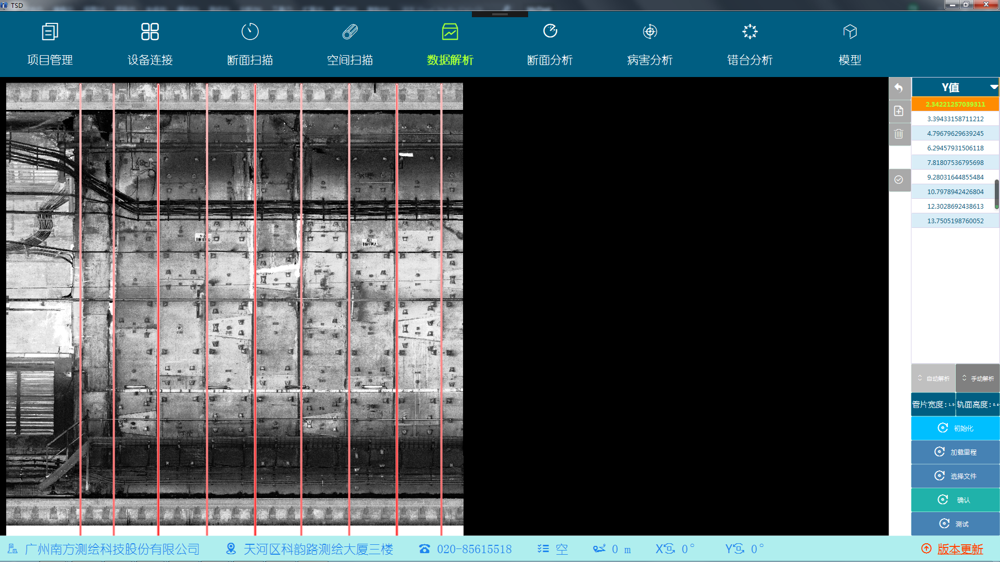 TSD
项目管理
设备连接
断面扫描
空间扫描
数据解析
断面分析
病害分析
错台分析
模型
Y值
2.34221257039311
3.39433158711212
4.79679629639245
6.29457931506118
7.81807536795698
9.28031644855484
10.7978942426804
12.3028692438613
13.7505198760052
自动解析 手动解析
管片宽度: 1.5 轨面高度: 0.4
初始化
加载里程
选择文件
确认
测试
广州南方测绘科技股份有限公司 天河区科韵路测绘大厦三楼 020-85615518 空 0 m X 0° Y 0° 版本更新